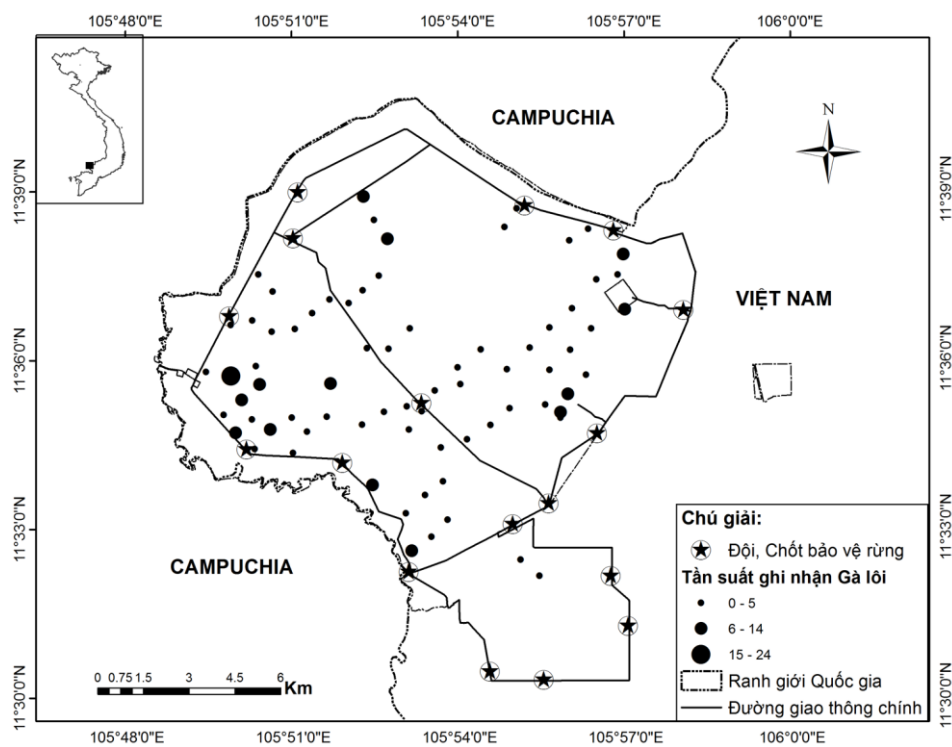 105°48'0"E
105°51'0"E
105°54'0"E
105°57'0"E
106°0'0"E
CAMPUCHIA
N
11°39'0"N
11°39'0"N
VIỆT NAM
11°36'0"N
11°36'0"N
11°33'0"N
11°33'0"N
CAMPUCHIA
Chú giải:
Đội, Chốt bảo vệ rừng
Tần suất ghi nhận Gà lôi
0 - 5
6 - 14
15 - 24
Ranh giới Quốc gia
Đường giao thông chính
0 0.75 1.5 3 4.5 6
Km
11°30'0"N
11°30'0"N
105°48'0"E
105°51'0"E
105°54'0"E
105°57'0"E
106°0'0"E